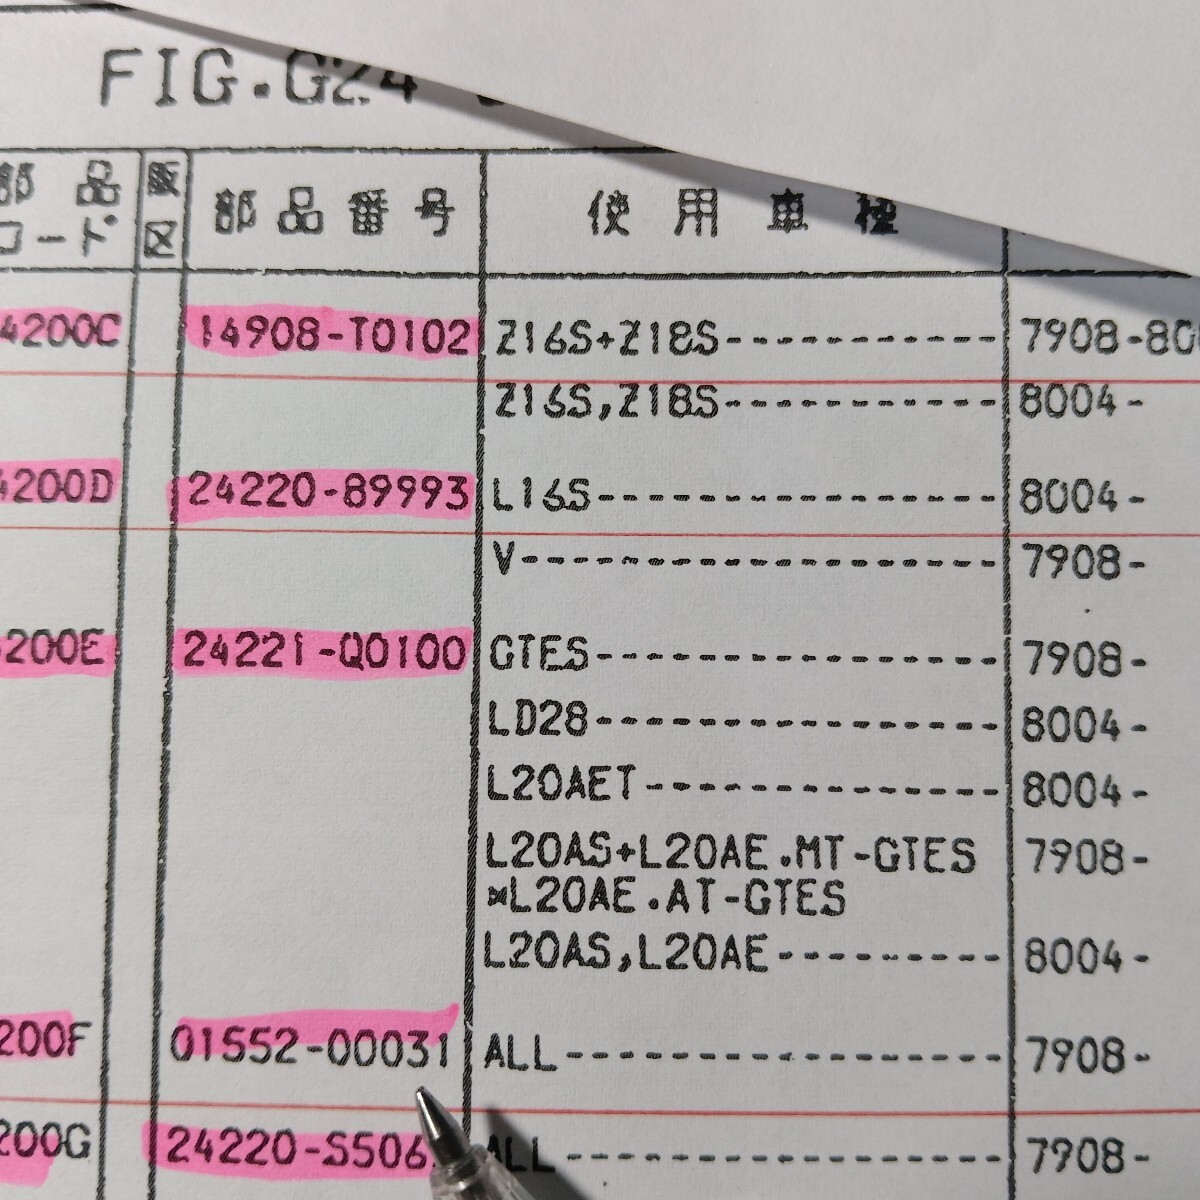 FIG.G24
部品 販 部品番号 使用車種
コード 区
4200C 14908-T0102 Z16S+Z18S------------ 7908-800
Z16S,Z18S------------ 8004-
4200D 24220-89993 L16S---------------- 8004-
V------------------- 7908-
200E 24221-Q0100 GTES---------------- 7908-
LD28---------------- 8004-
L20AET-------------- 8004-
L20AS+L20AE.MT-GTES 7908-
*L20AE.AT-GTES
L20AS,L20AE--------- 8004-
200F 01552-00031 ALL----------------- 7908-
200G 24220-S506 ALL----------------- 7908-